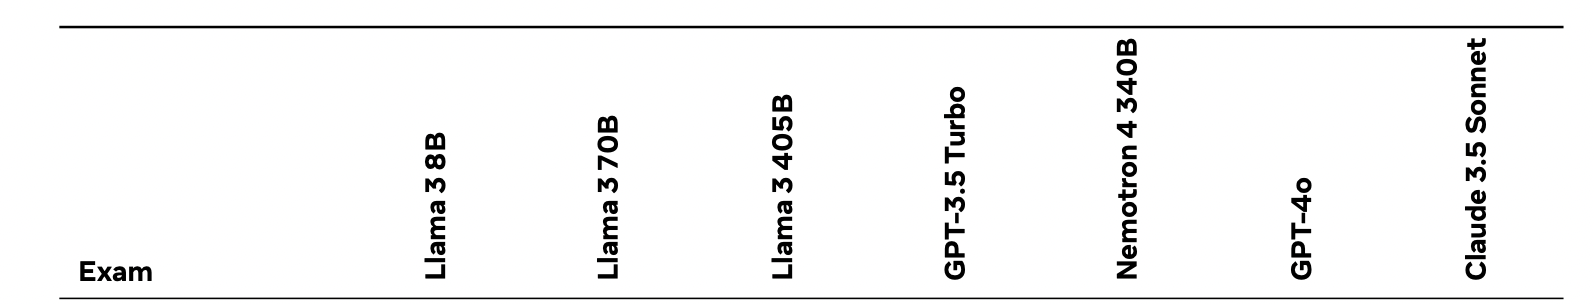 Exam
Llama 3 8B
Llama 3 70B
Llama 3 405B
GPT-3.5 Turbo
Nemotron 4 340B
GPT-4o
Claude 3.5 Sonnet